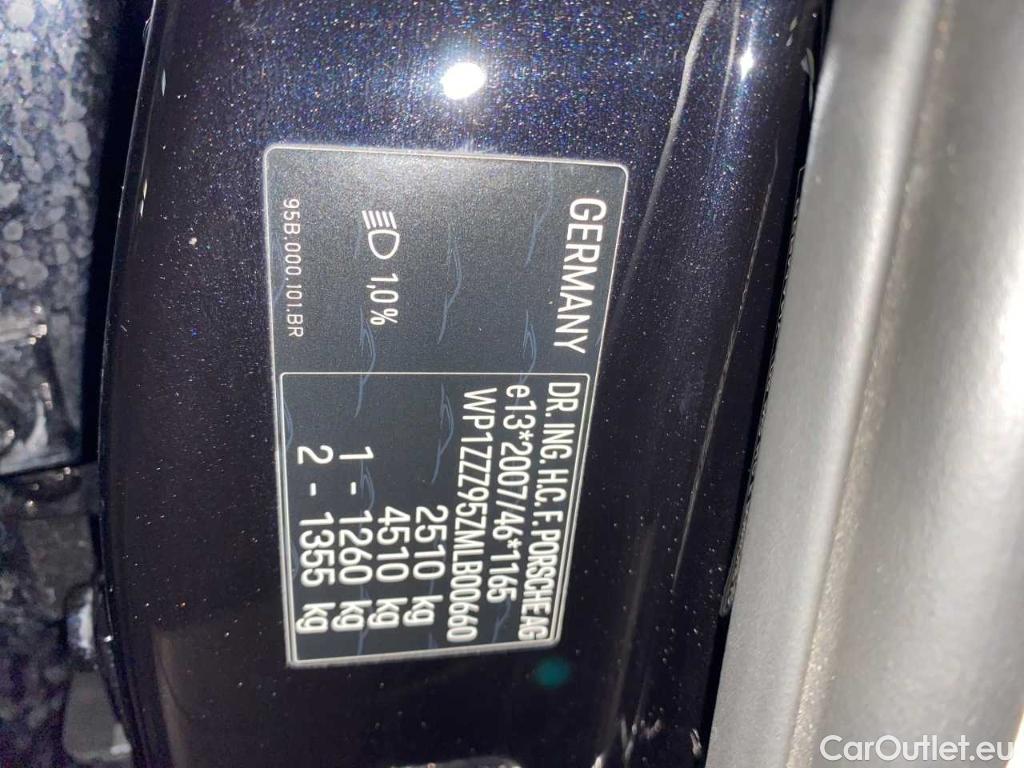 GERMANY
1,0%
95B.000.101.BR
DR. ING. H.C. F. PORSCHE AG
e13*2007/46*1165
WP1ZZZ95ZMLB00660
2510 kg
4510 kg
1 - 1260 kg
2 - 1355 kg
CarOutlet.eu